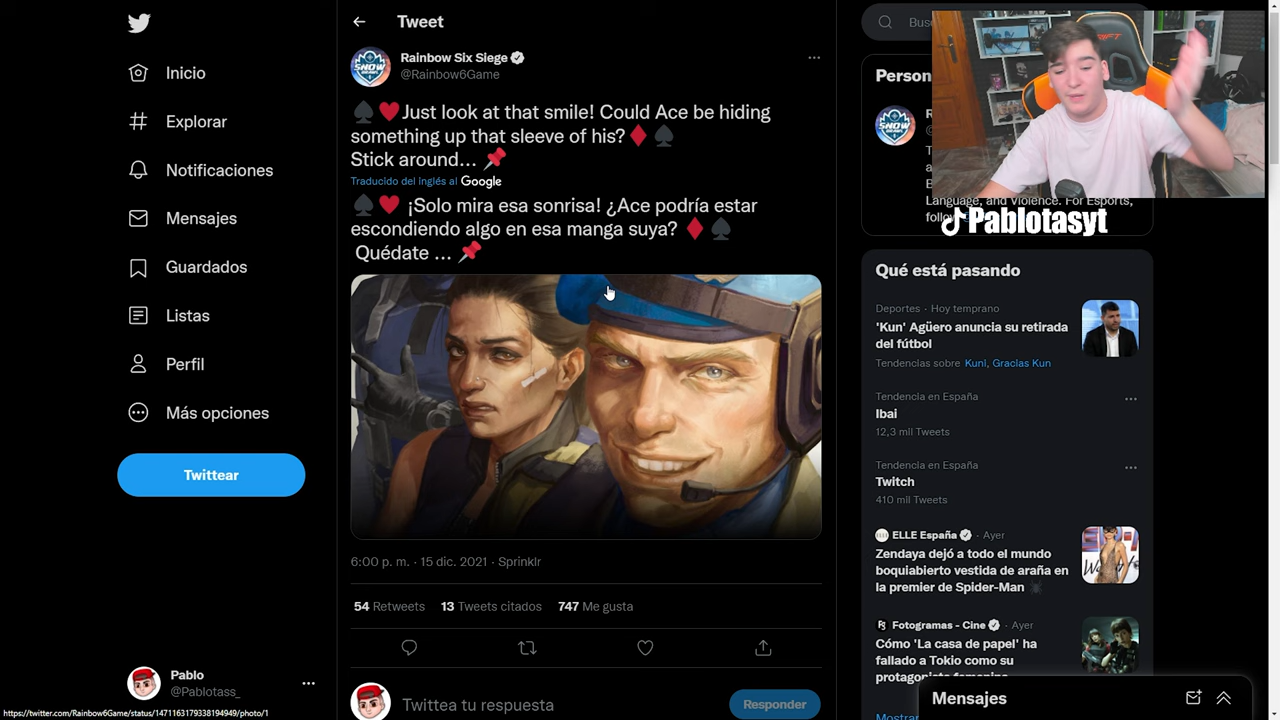 Inicio
Explorar
Notificaciones
Mensajes
Guardados
Listas
Perfil
Más opciones
Twittear
Pablo
@Pablotass_
https://twitter.com/Rainbow6Game/status/1471163179338194949/photo/1
Tweet
Rainbow Six Siege
@Rainbow6Game
♠️♥️Just look at that smile! Could Ace be hiding
something up that sleeve of his?♦️♠️
Stick around... 📌
Traducido del inglés al Google
♠️♥️ ¡Solo mira esa sonrisa! ¿Ace podría estar
escondiendo algo en esa manga suya? ♦️♠️
Quédate ... 📌
6:00 p. m. · 15 dic. 2021 · Sprinklr
54 Retweets 13 Tweets citados 747 Me gusta
Twittea tu respuesta
Responder
Busc
Person
R
@
T
a
B
Language, and Violence. For Esports,
follo
Pablotasyt
Qué está pasando
Deportes · Hoy temprano
'Kun' Agüero anuncia su retirada
del fútbol
Tendencias sobre Kunl, Gracias Kun
Tendencia en España
Ibai
12,3 mil Tweets
Tendencia en España
Twitch
410 mil Tweets
ELLE España · Ayer
Zendaya dejó a todo el mundo
boquiabierto vestida de araña en
la premier de Spider-Man
Fotogramas - Cine · Ayer
Cómo 'La casa de papel' ha
fallado a Tokio como su
protagonista femenina
Mostrar
Mensajes